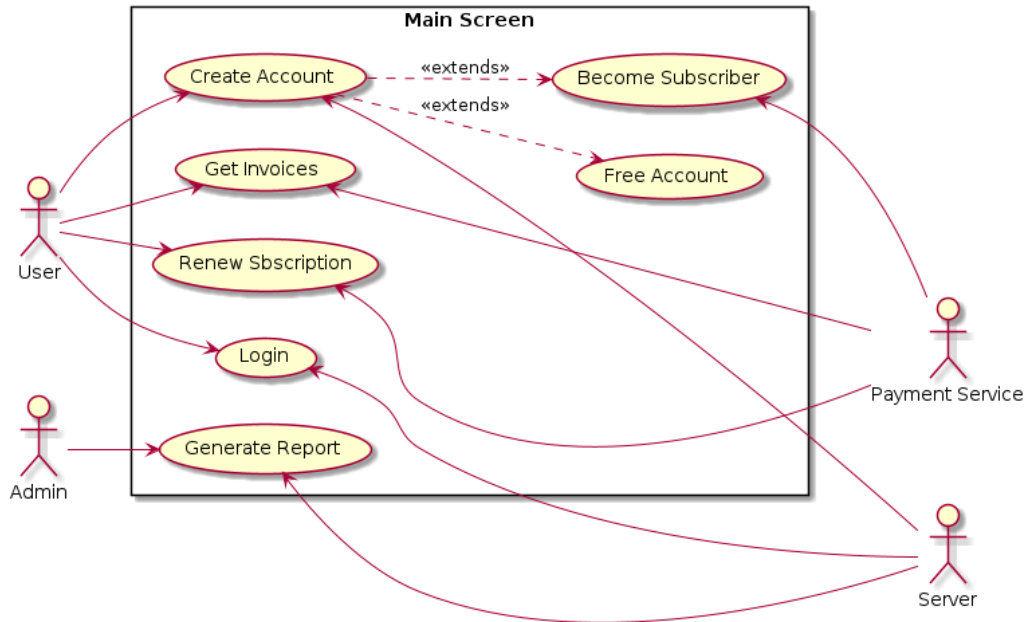 Main Screen
Create Account
«extends»
Become Subscriber
«extends»
Get Invoices
Free Account
User
Renew Sbscription
Login
Payment Service
Generate Report
Admin
Server